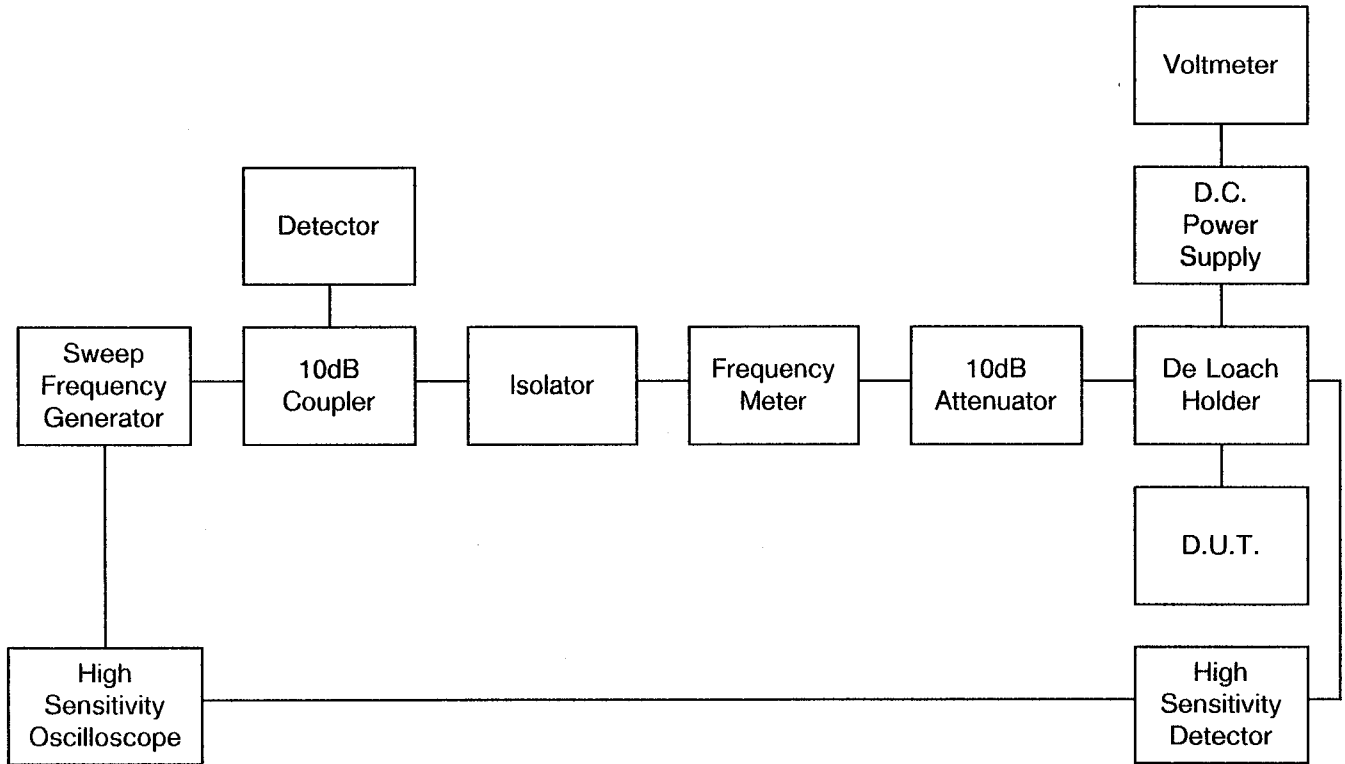 Voltmeter
D.C.
Power
Supply
Detector
Sweep
Frequency
Generator
10dB
Coupler
Isolator
Frequency
Meter
10dB
Attenuator
De Loach
Holder
D.U.T.
High
Sensitivity
Oscilloscope
High
Sensitivity
Detector